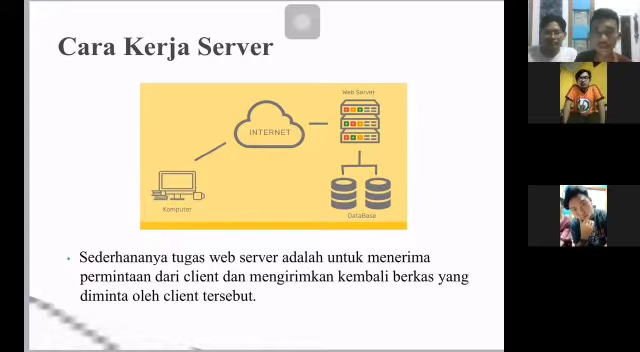 Cara Kerja Server
Web Server
INTERNET
Komputer
DataBase
Sederhananya tugas web server adalah untuk menerima
permintaan dari client dan mengirimkan kembali berkas yang
diminta oleh client tersebut.